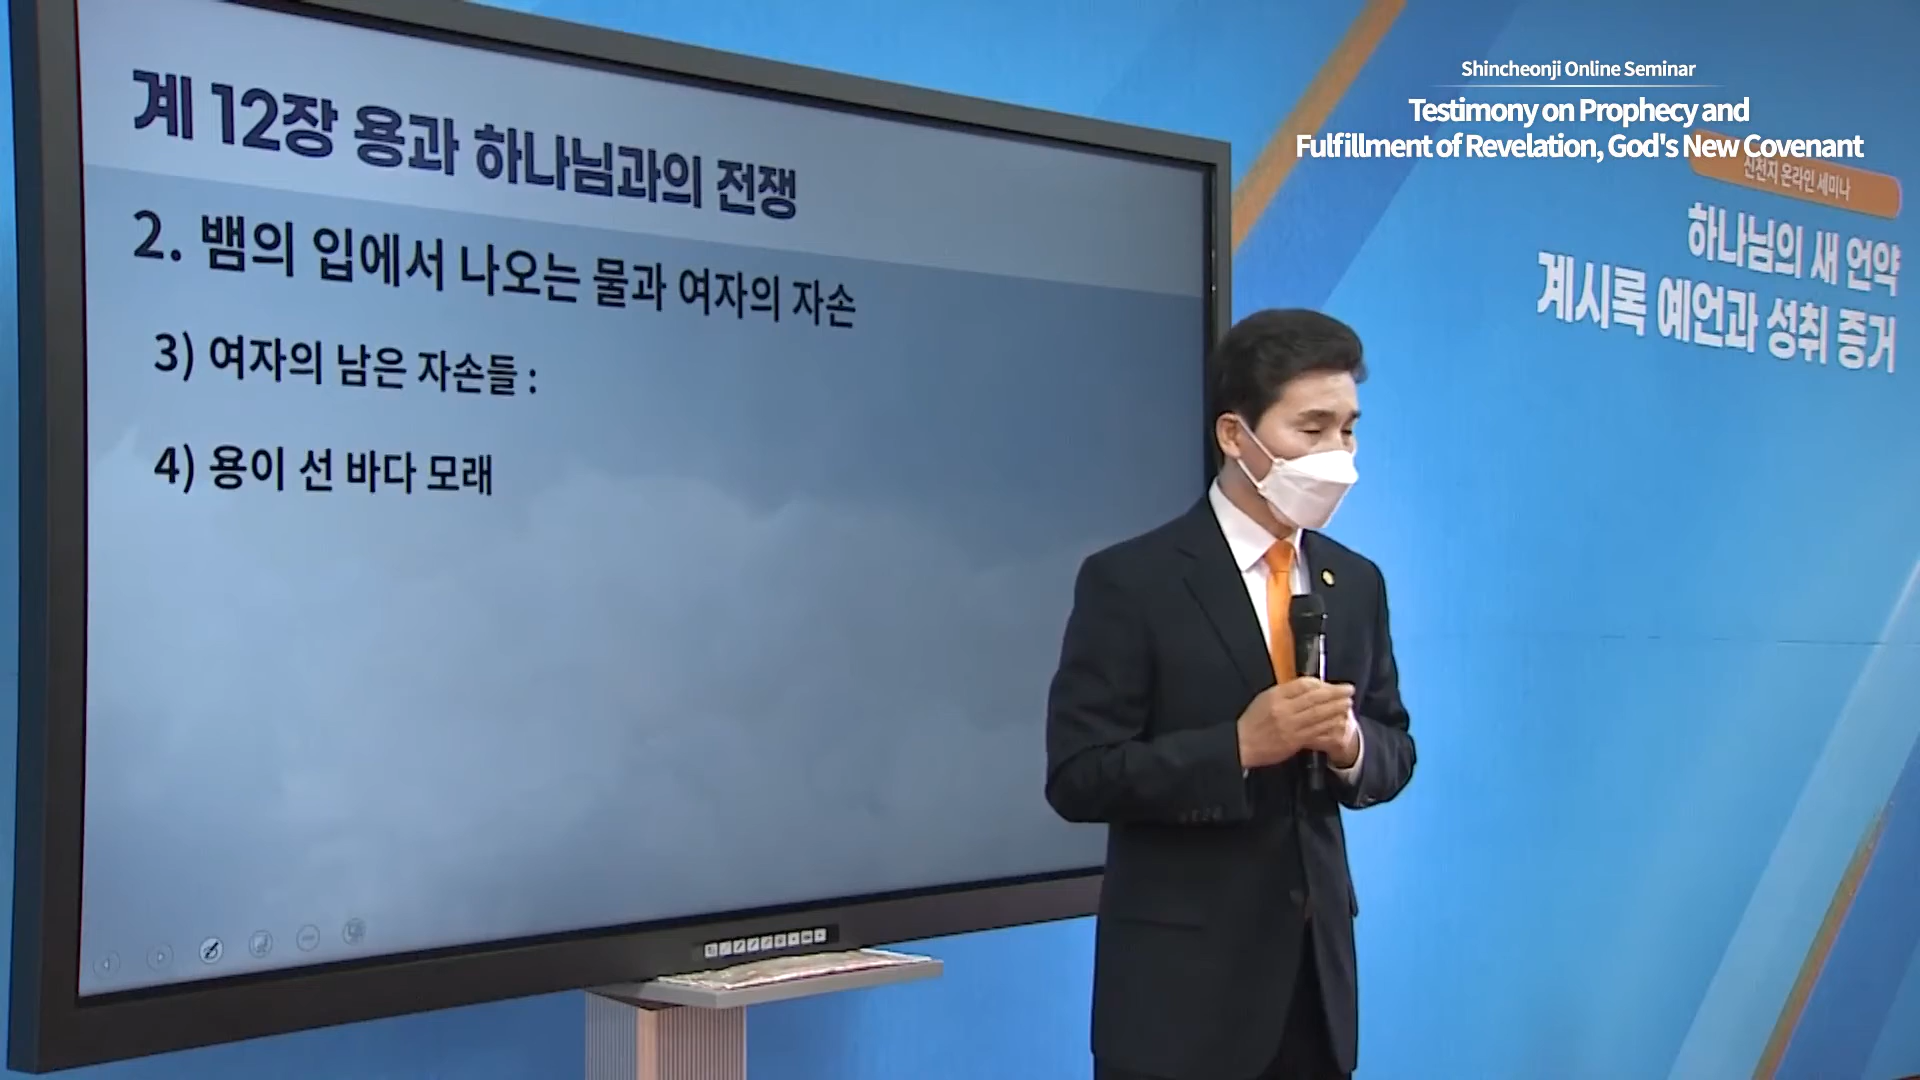 계 12장 용과 하나님과의 전쟁
2. 뱀의 입에서 나오는 물과 여자의 자손
3) 여자의 남은 자손들 :
4) 용이 선 바다 모래
Shincheonji Online Seminar
Testimony on Prophecy and
Fulfillment of Revelation, God's New Covenant
신천지 온라인 세미나
하나님의 새 언약
계시록 예언과 성취 증거